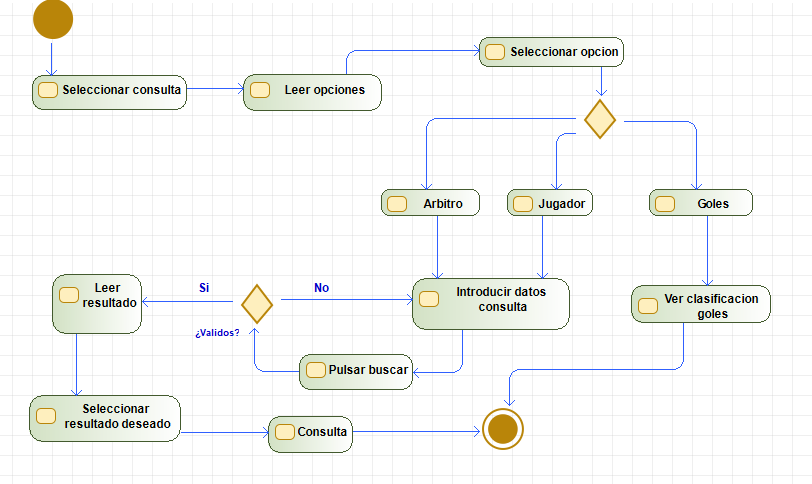 Seleccionar opcion
Seleccionar consulta
Leer opciones
Arbitro
Jugador
Goles
Leer
resultado
Si
No
Introducir datos
consulta
Ver clasificacion
goles
¿Validos?
Pulsar buscar
Seleccionar
resultado deseado
Consulta